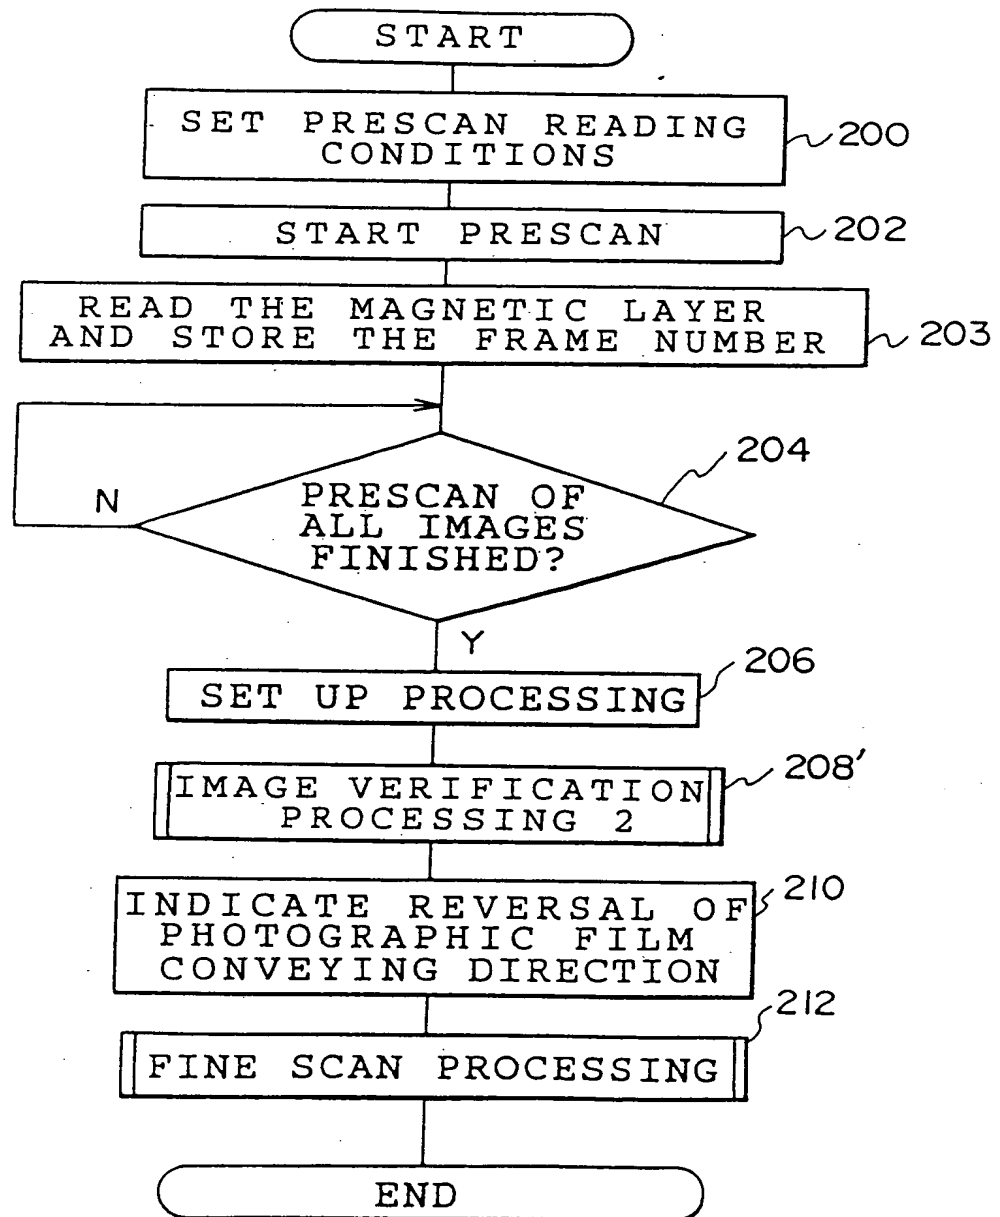 START
SET PRESCAN READING
CONDITIONS
200
START PRESCAN
202
READ THE MAGNETIC LAYER
AND STORE THE FRAME NUMBER
203
204
PRESCAN OF
ALL IMAGES
FINISHED?
N
Y
206
SET UP PROCESSING
208'
IMAGE VERIFICATION
PROCESSING 2
210
INDICATE REVERSAL OF
PHOTOGRAPHIC FILM
CONVEYING DIRECTION
212
FINE SCAN PROCESSING
END